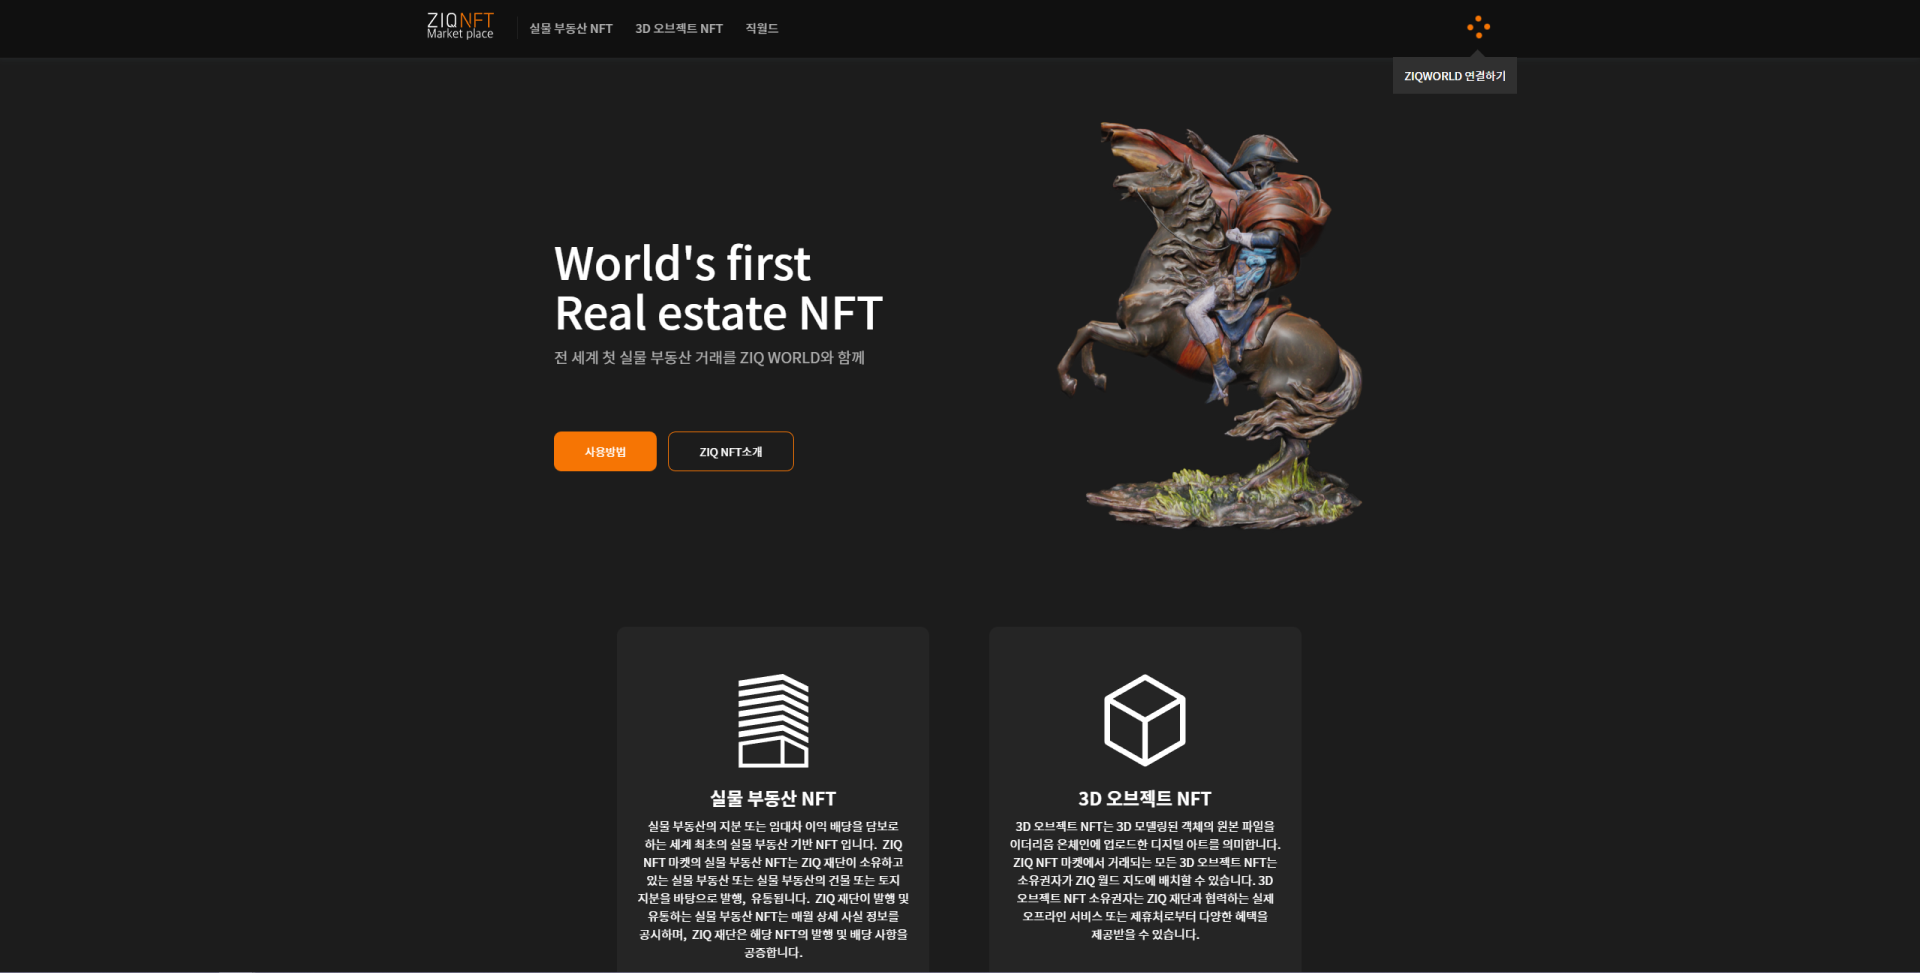 ZIQNFT
Market place
실물 부동산 NFT
3D 오브젝트 NFT
직월드
ZIQWORLD 연결하기
World's first
Real estate NFT
전 세계 첫 실물 부동산 거래를 ZIQ WORLD와 함께
사용방법
ZIQ NFT소개
실물 부동산 NFT
실물 부동산의 지분 또는 임대차 이익 배당을 담보로
하는 세계 최초의 실물 부동산 기반 NFT 입니다. ZIQ
NFT 마켓의 실물 부동산 NFT는 ZIQ 재단이 소유하고
있는 실물 부동산 또는 실물 부동산의 건물 또는 토지
지분을 바탕으로 발행, 유통됩니다. ZIQ 재단이 발행 및
유통하는 실물 부동산 NFT는 매월 상세 사실 정보를
공시하며, ZIQ 재단은 해당 NFT의 발행 및 배당 사항을
공증합니다.
3D 오브젝트 NFT
3D 오브젝트 NFT는 3D 모델링된 객체의 원본 파일을
이더리움 온체인에 업로드한 디지털 아트를 의미합니다.
ZIQ NFT 마켓에서 거래되는 모든 3D 오브젝트 NFT는
소유권자가 ZIQ 월드 지도에 배치할 수 있습니다. 3D
오브젝트 NFT 소유권자는 ZIQ 재단과 협력하는 실제
오프라인 서비스 또는 제휴처로부터 다양한 혜택을
제공받을 수 있습니다.